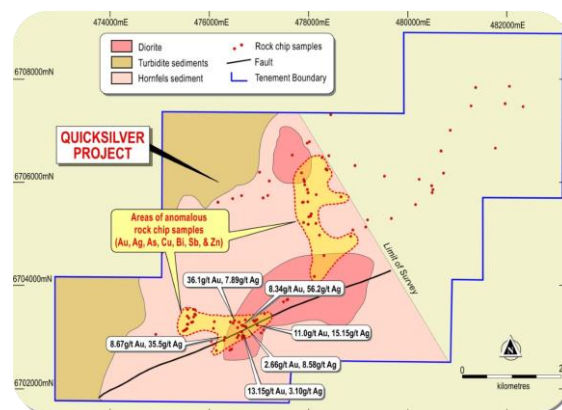 474000mE
476000mE
478000mE
480000mE
482000mE
6708000mN
6706000mN
6704000mN
6702000mN
Diorite
Turbidite sediments
Hornfels sediment
Rock chip samples
Fault
Tenement Boundary
QUICKSILVER
PROJECT
Areas of anomalous
rock chip samples
(Au, Ag, As, Cu, Bi, Sb, & Zn)
Limit of Survey
36.1g/t Au, 7.89g/t Ag
8.34g/t Au, 56.2g/t Ag
8.67g/t Au, 35.5g/t Ag
11.0g/t Au, 15.15g/t Ag
2.66g/t Au, 8.58g/t Ag
13.15g/t Au, 3.10g/t Ag
N
0
2
kilometres